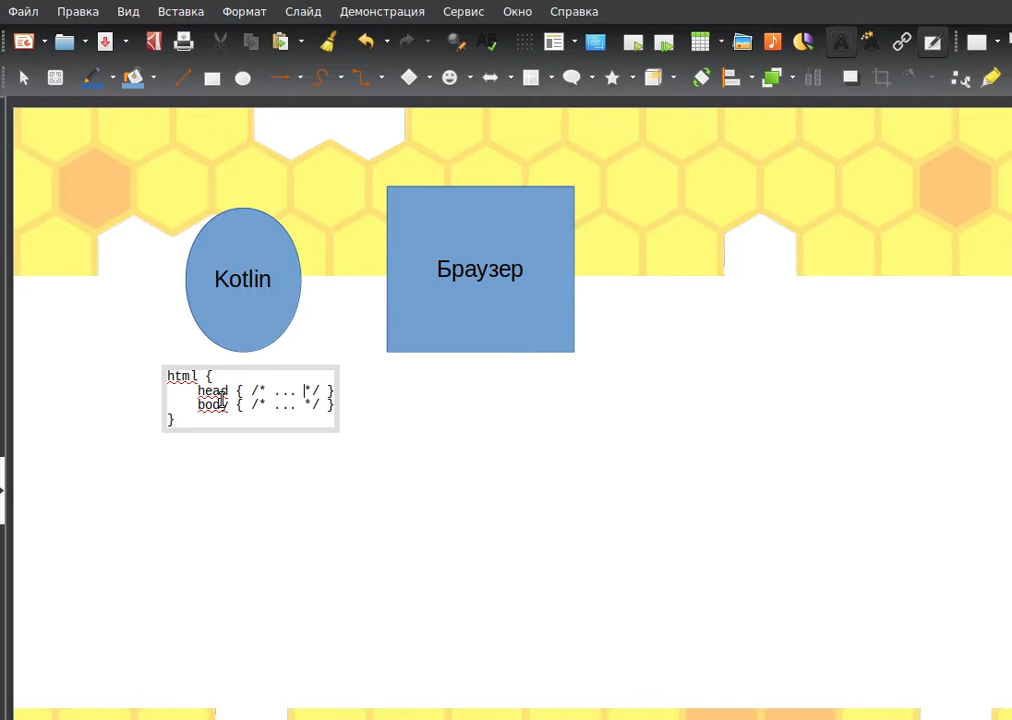 Файл Правка Вид Вставка Формат Слайд Демонстрация Сервис Окно Справка
Kotlin
Браузер
html {
    head { /* ... */ }
    body { /* ... */ }
}